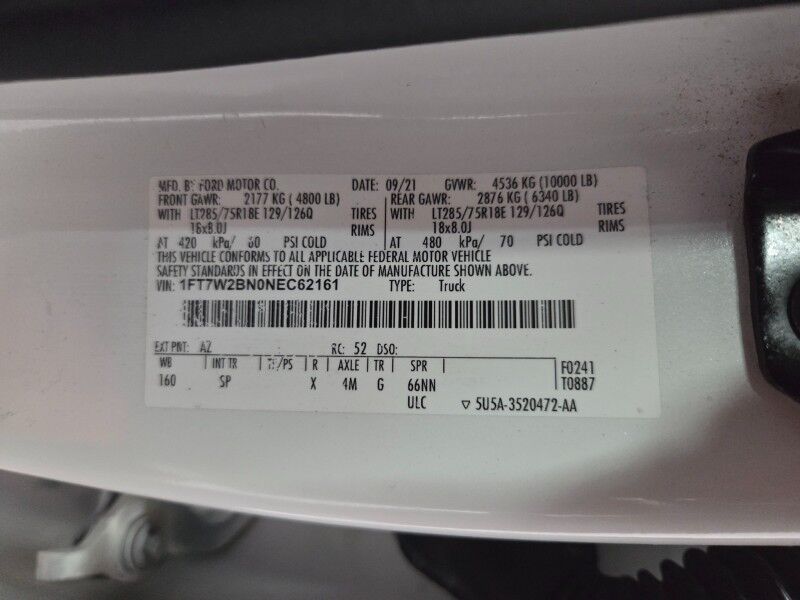 MFD. BY FORD MOTOR CO. DATE: 09/21 GVWR: 4536 KG (10000 LB)
FRONT GAWR: 2177 KG ( 4800 LB) REAR GAWR: 2876 KG ( 6340 LB)
WITH LT285/75R18E 129/126Q TIRES WITH LT285/75R18E 129/126Q TIRES
18x8.0J RIMS 18x8.0J RIMS
AT 420 kPa/ 60 PSI COLD AT 480 kPa/ 70 PSI COLD
THIS VEHICLE CONFORMS TO ALL APPLICABLE FEDERAL MOTOR VEHICLE
SAFETY STANDARDS IN EFFECT ON THE DATE OF MANUFACTURE SHOWN ABOVE.
VIN: 1FT7W2BN0NEC62161 TYPE: Truck
EXT PNT: AZ RC: 52 DSO:
WB INT TR TP/PS R AXLE TR SPR F0241
160 SP X 4M G 66NN T0887
ULC ▽ 5U5A-3520472-AA